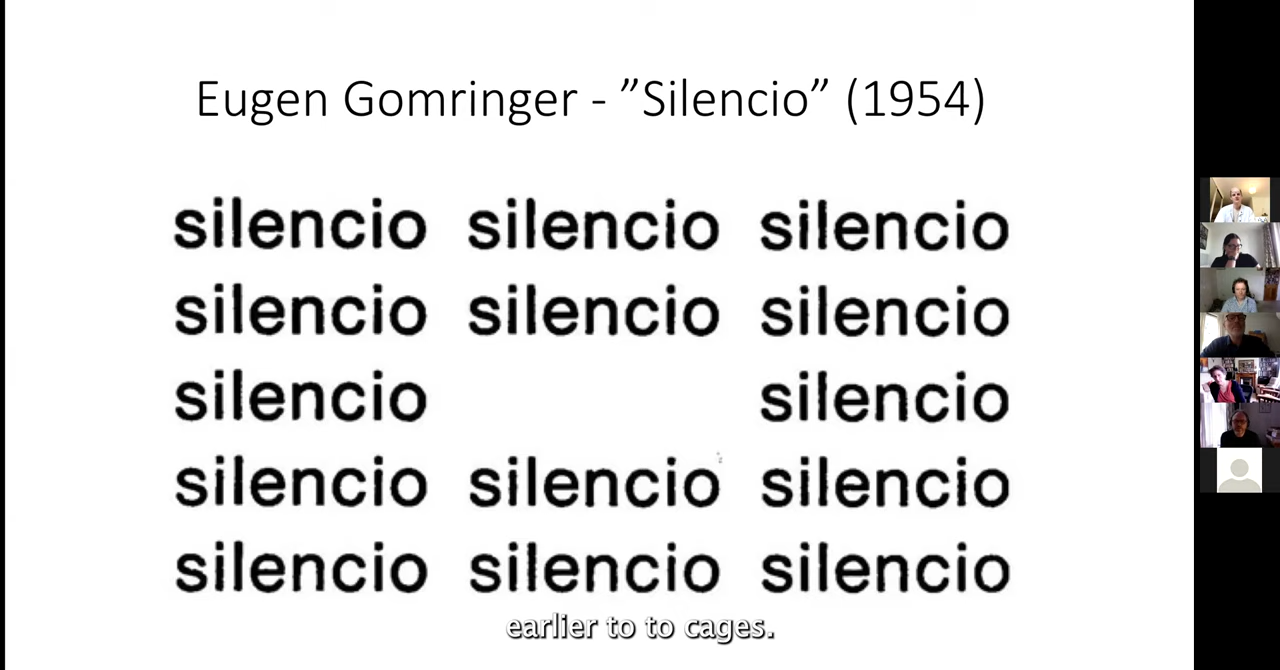 Eugen Gomringer - ”Silencio” (1954)
silencio silencio silencio
silencio silencio silencio
silencio silencio
silencio silencio silencio
silencio silencio silencio
earlier to to cages.